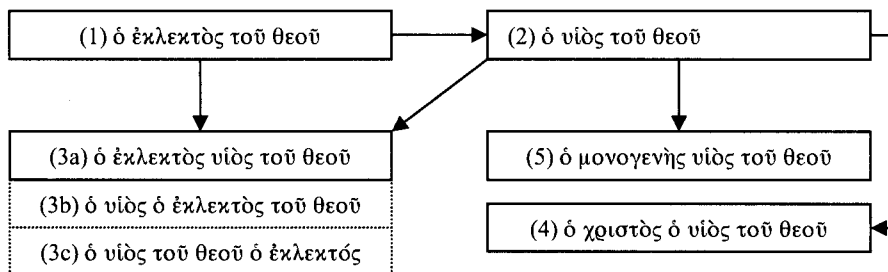 (1) ὁ ἐκλεκτὸς τοῦ θεοῦ
(2) ὁ υἱὸς τοῦ θεοῦ
(3a) ὁ ἐκλεκτὸς υἱὸς τοῦ θεοῦ
(5) ὁ μονογενὴς υἱὸς τοῦ θεοῦ
(3b) ὁ υἱὸς ὁ ἐκλεκτὸς τοῦ θεοῦ
(4) ὁ χριστὸς ὁ υἱὸς τοῦ θεοῦ
(3c) ὁ υἱὸς τοῦ θεοῦ ὁ ἐκλεκτός